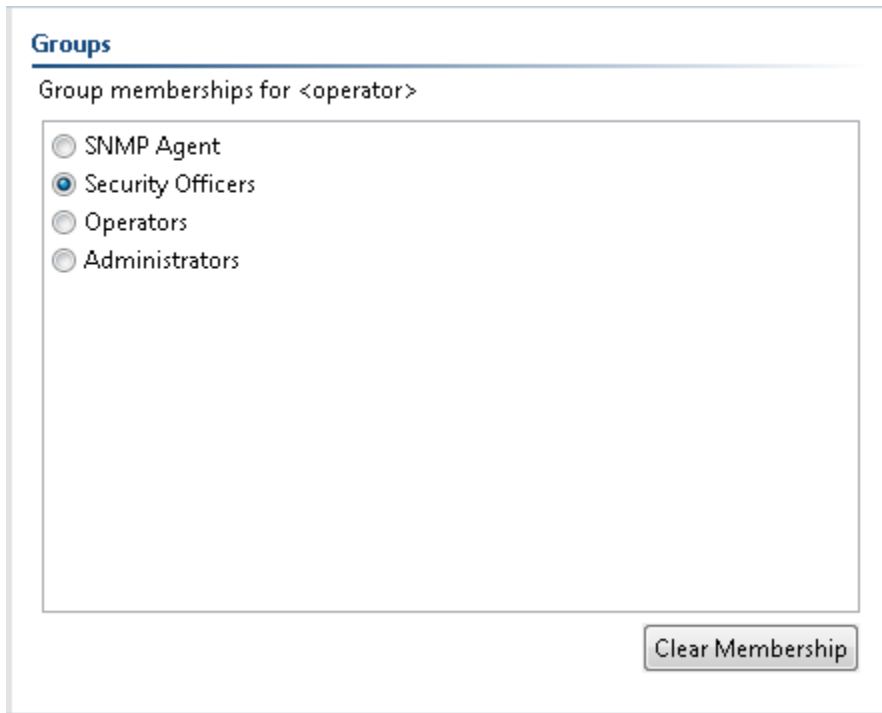 Groups
Group memberships for <operator>
SNMP Agent
Security Officers
Operators
Administrators
Clear Membership